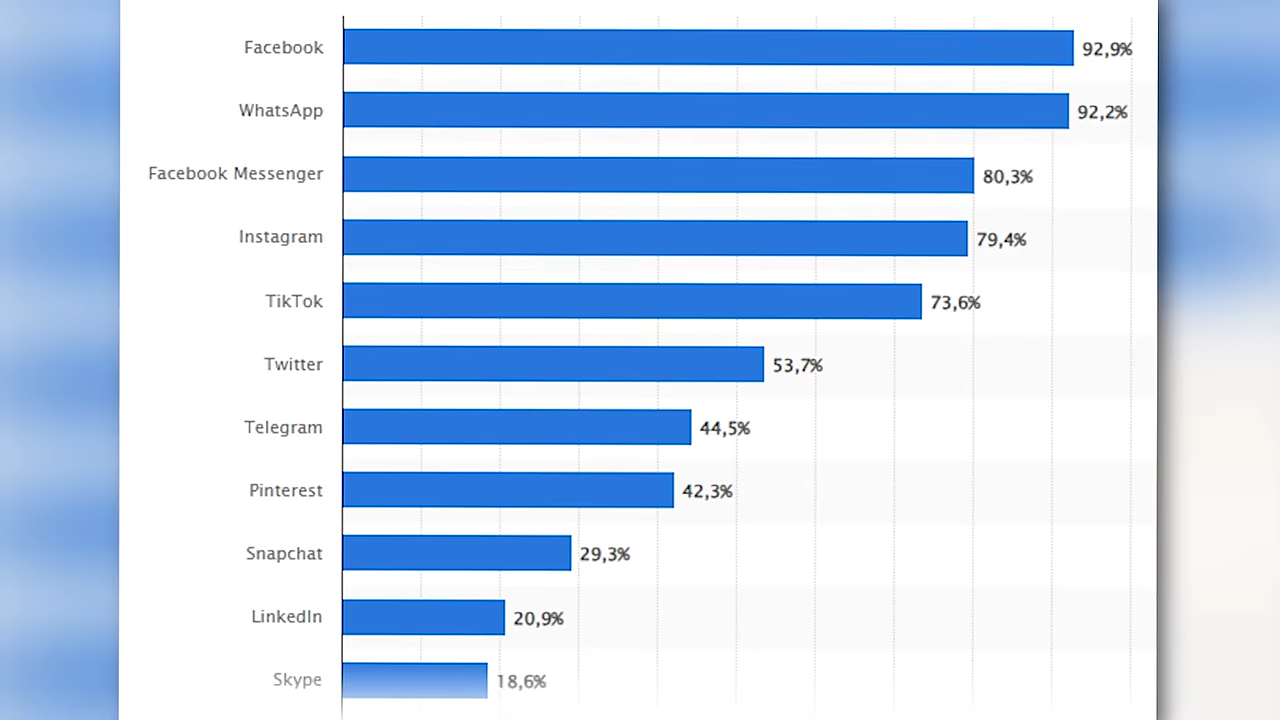 Facebook 92,9%
WhatsApp 92,2%
Facebook Messenger 80,3%
Instagram 79,4%
TikTok 73,6%
Twitter 53,7%
Telegram 44,5%
Pinterest 42,3%
Snapchat 29,3%
LinkedIn 20,9%
Skype 18,6%